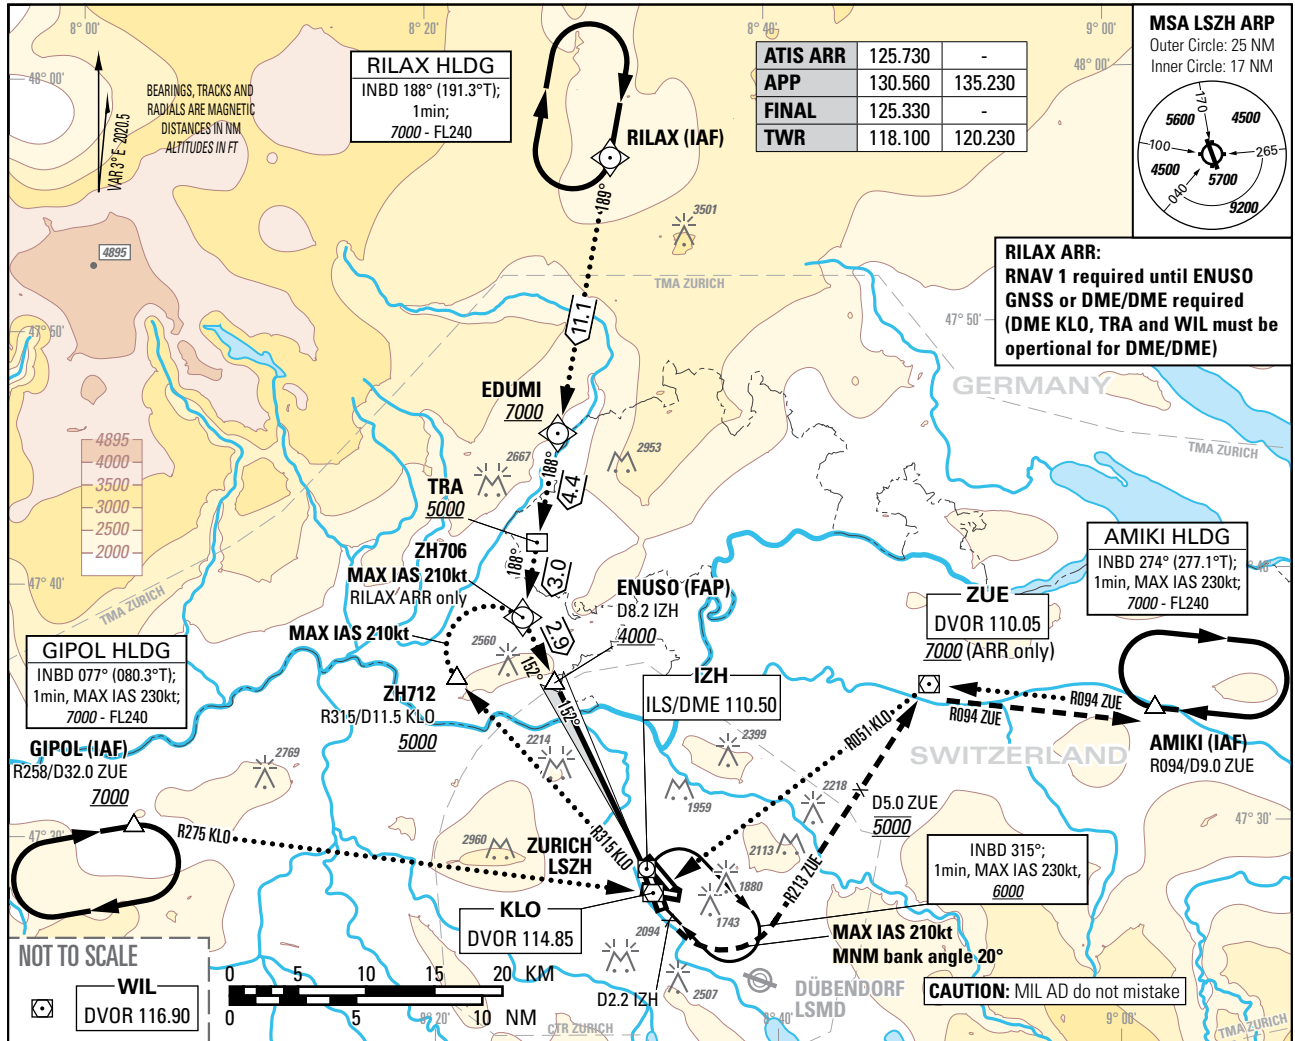 8° 00'
8° 20'
8° 40'
9° 00'
48° 00'
48° 00'
VAR 3° E 2020.5
BEARINGS, TRACKS AND
RADIALS ARE MAGNETIC
DISTANCES IN NM
ALTITUDES IN FT
RILAX HLDG
INBD 188° (191.3°T);
1min;
7000 - FL240
RILAX (IAF)
ATIS ARR 125.730 -
APP 130.560 135.230
FINAL 125.330 -
TWR 118.100 120.230
MSA LSZH ARP
Outer Circle: 25 NM
Inner Circle: 17 NM
170
5600
4500
100
265
4500
5700
040
9200
RILAX ARR:
RNAV 1 required until ENUSO
GNSS or DME/DME required
(DME KLO, TRA and WIL must be
opertional for DME/DME)
189°
3501
4895
TMA ZURICH
11.1
47° 50'
47° 50'
GERMANY
EDUMI
7000
TMA ZURICH
4895
4000
3500
3000
2500
2000
2667
2953
188°
4.4
TRA
5000
ZH706
MAX IAS 210kt
RILAX ARR only
188°
3.0
47° 40'
TMA ZURICH
ENUSO (FAP)
D8.2 IZH
4000
AMIKI HLDG
INBD 274° (277.1°T);
1min, MAX IAS 230kt;
7000 - FL240
ZUE
DVOR 110.05
7000 (ARR only)
MAX IAS 210kt
2.9
2560
152°
152°
GIPOL HLDG
INBD 077° (080.3°T);
1min, MAX IAS 230kt;
7000 - FL240
ZH712
R315/D11.5 KLO
5000
IZH
ILS/DME 110.50
R094 ZUE
R094 ZUE
R051 KLO
AMIKI (IAF)
R094/D9.0 ZUE
SWITZERLAND
GIPOL (IAF)
R258/D32.0 ZUE
7000
2769
2214
2399
2218
1959
D5.0 ZUE
5000
47° 30'
47° 30'
R275 KLO
R315 KLO
2960
ZURICH
LSZH
2113
R213 ZUE
INBD 315°;
1min, MAX IAS 230kt,
6000
1880
1743
KLO
DVOR 114.85
2094
MAX IAS 210kt
MNM bank angle 20°
NOT TO SCALE
WIL
DVOR 116.90
0 5 10 15 20 KM
0 5 10 NM
D2.2 IZH
2507
DÜBENDORF
LSMD
CAUTION: MIL AD do not mistake
8° 20'
CTR ZURICH
8° 40'
9° 00'
TMA ZURICH